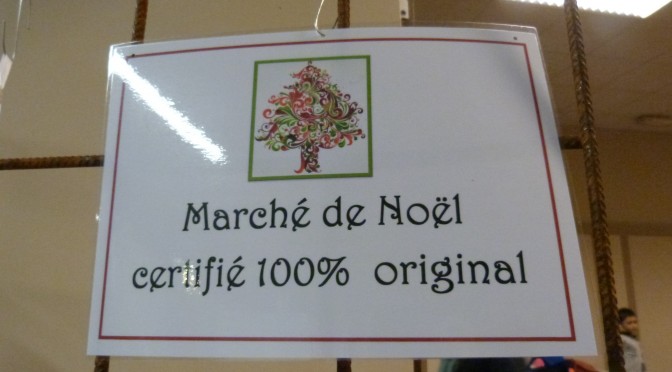 Marché de Noël
certifié 100% original